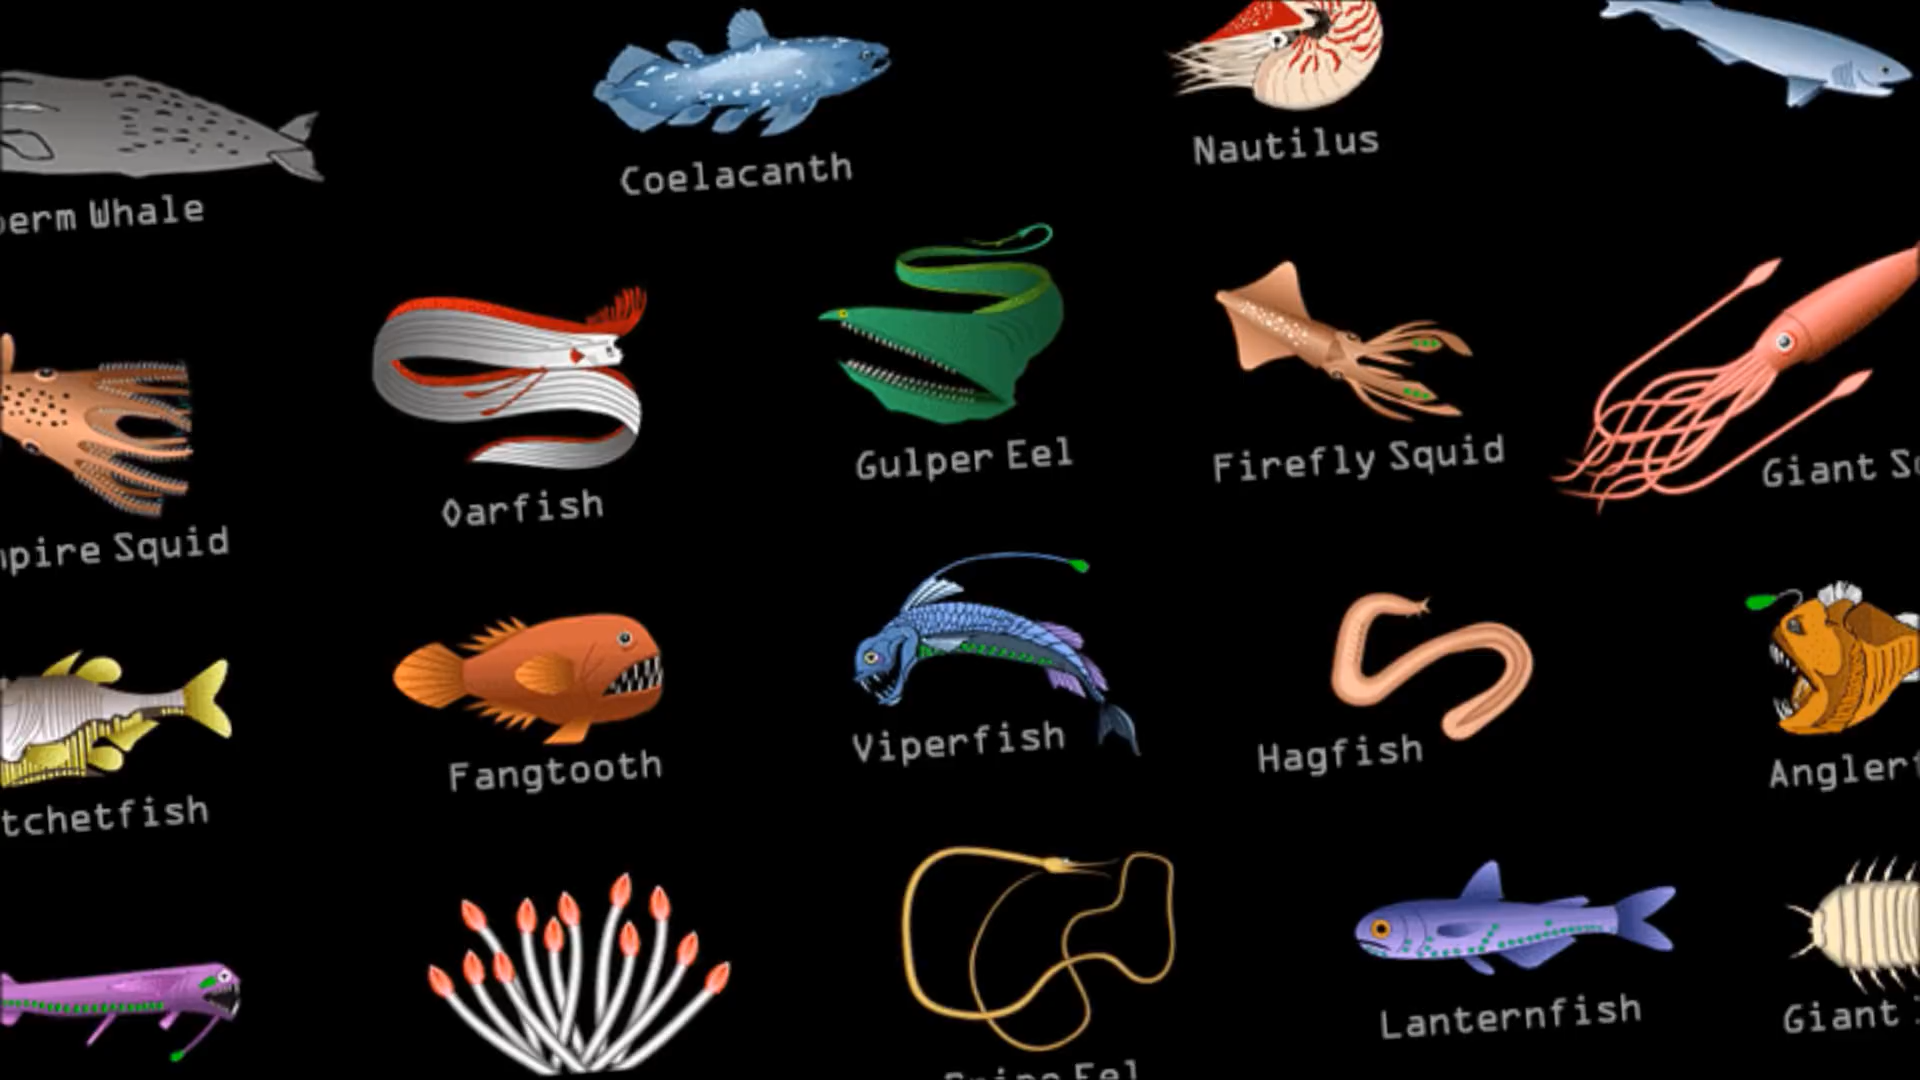 Nautilus
Coelacanth
erm Whale
Firefly Squid
Gulper Eel
Giant S
Oarfish
pire Squid
Viperfish
Hagfish
Fangtooth
Angler
tchetfish
Lanternfish
Giant
Eel